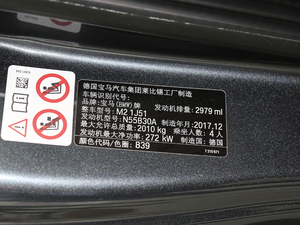 德国宝马汽车集团莱比锡工厂制造
车辆识别代号:
品牌: 宝马(BMW)牌 发动机排量: 2979 ml
型号: M2 1J51
发动机型号: N55B30A 制造年月: 2017.12
最大允许总质量: 2010 kg 乘坐人数: 4 人
发动机最大净功率: 272 kW 制造国: 德国
颜色代码/色圈: B39